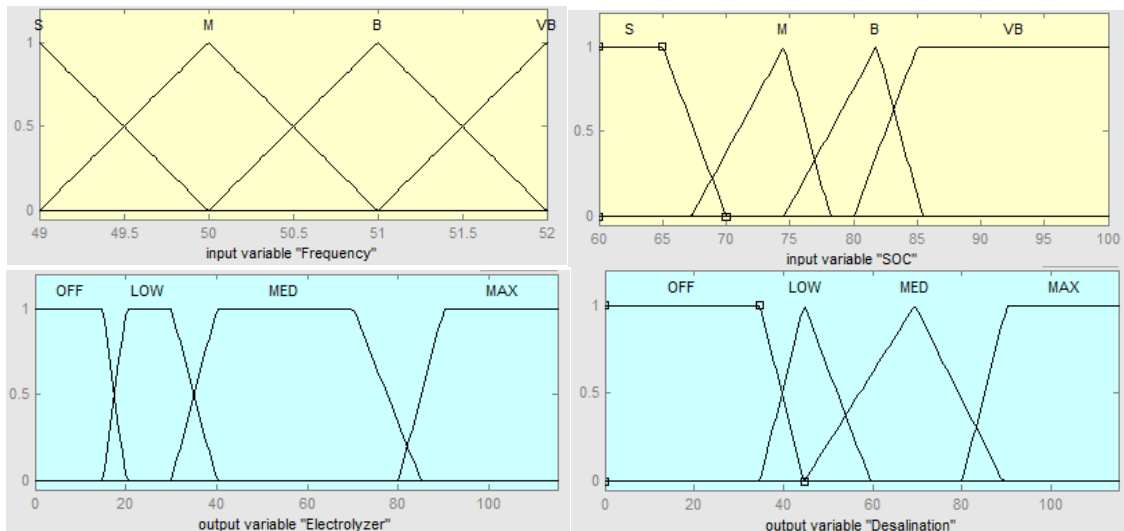 S M B VB
1
0.5
0
49 49.5 50 50.5 51 51.5 52
input variable "Frequency"
S M B VB
1
0.5
0
60 65 70 75 80 85 90 95 100
input variable "SOC"
OFF LOW MED MAX
1
0.5
0
0 20 40 60 80 100
output variable "Electrolyzer"
OFF LOW MED MAX
1
0.5
0
0 20 40 60 80 100
output variable "Desalination"